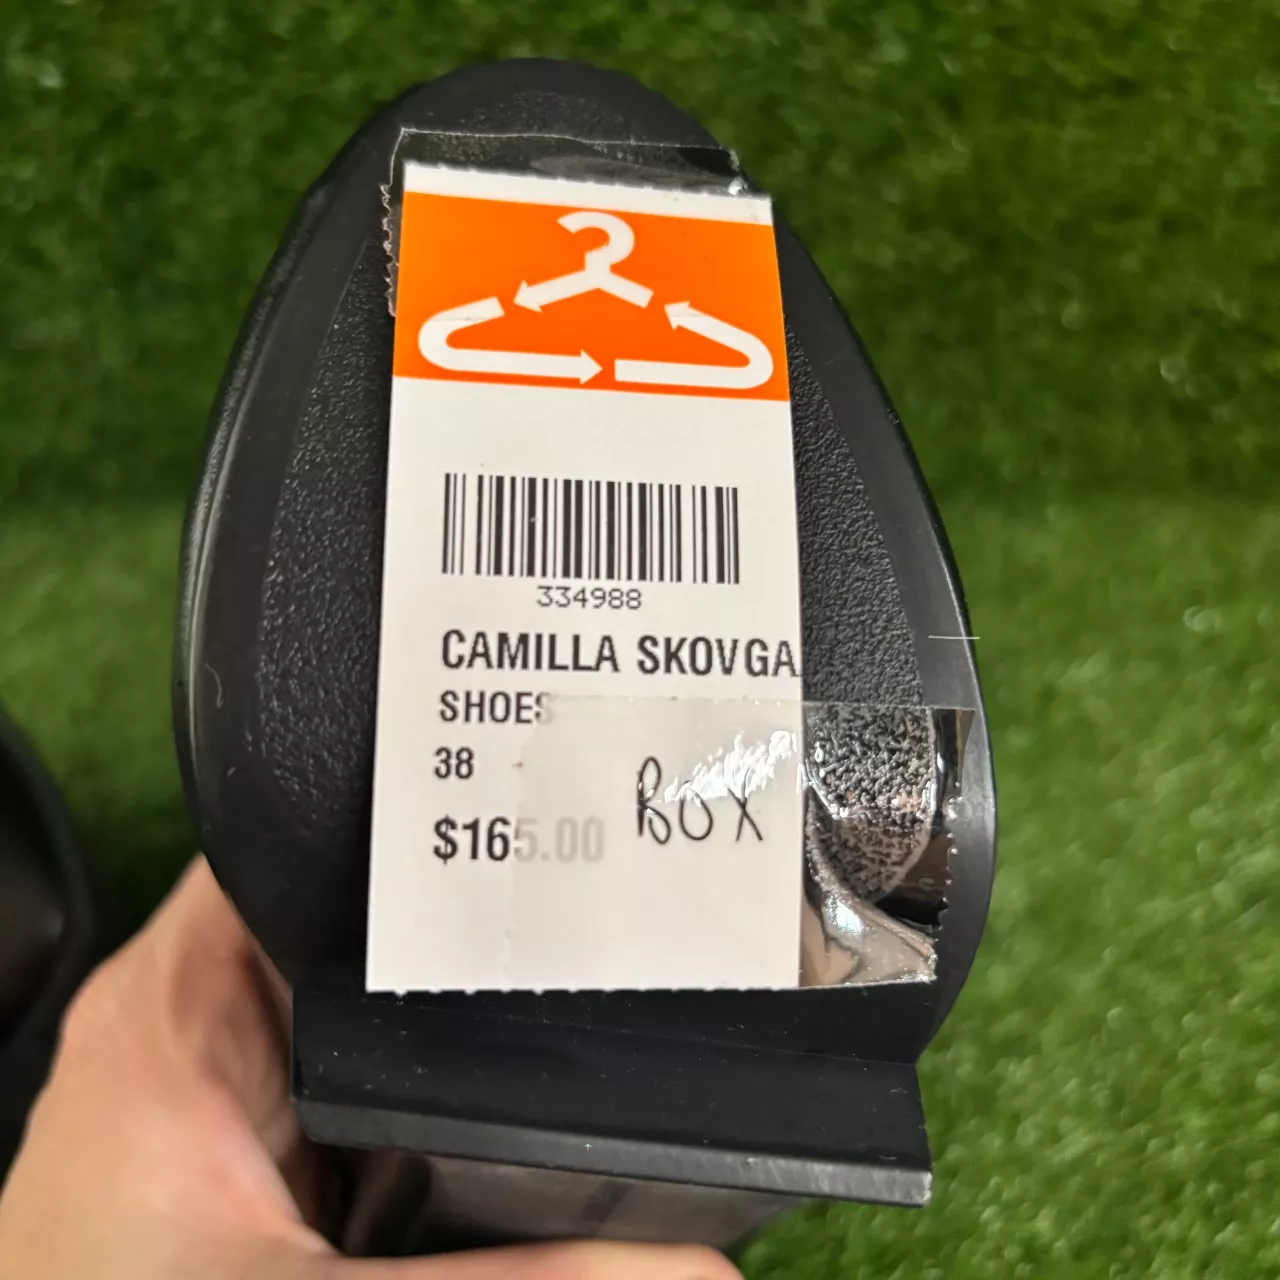 334988
CAMILLA SKOVGA
SHOES
38
$165.00
BOX